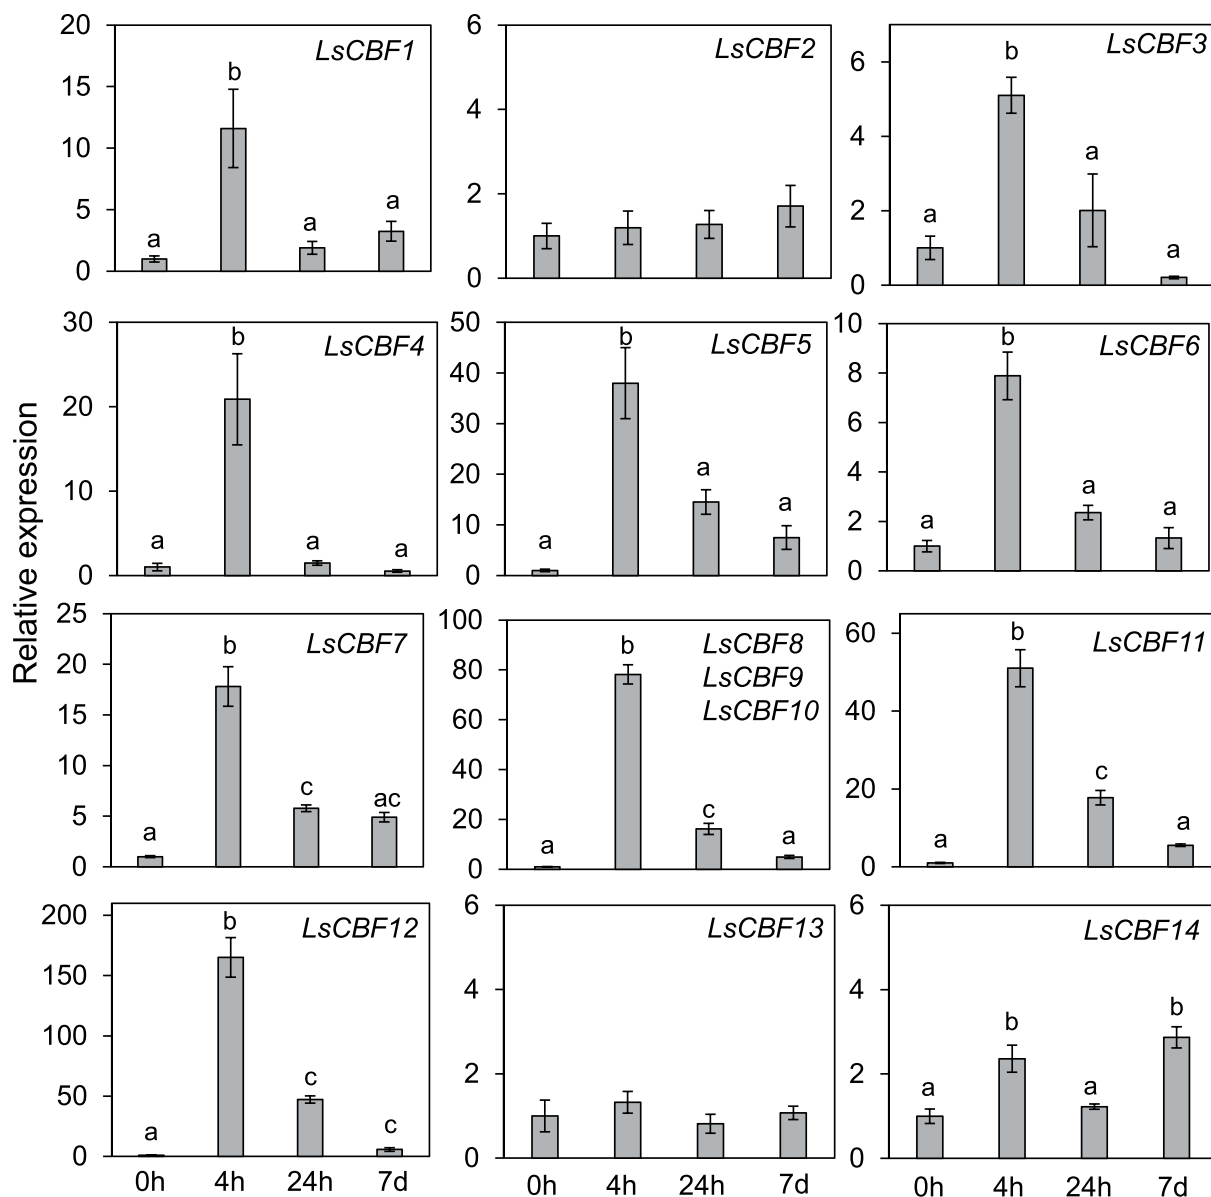 Relative expression
LsCBF1
20
15
10
5
0
a
b
a
a
LsCBF2
6
4
2
0
LsCBF3
6
4
2
0
a
b
a
a
LsCBF4
30
20
10
0
a
b
a
a
LsCBF5
50
40
30
20
10
0
a
b
a
a
LsCBF6
10
8
6
4
2
0
a
b
a
a
LsCBF7
25
20
15
10
5
0
a
b
c
ac
LsCBF8
LsCBF9
LsCBF10
100
80
60
40
20
0
a
b
c
a
LsCBF11
60
40
20
0
a
b
c
a
LsCBF12
200
150
100
50
0
a
b
c
c
0h 4h 24h 7d
LsCBF13
6
4
2
0
0h 4h 24h 7d
LsCBF14
6
4
2
0
a
b
a
b
0h 4h 24h 7d